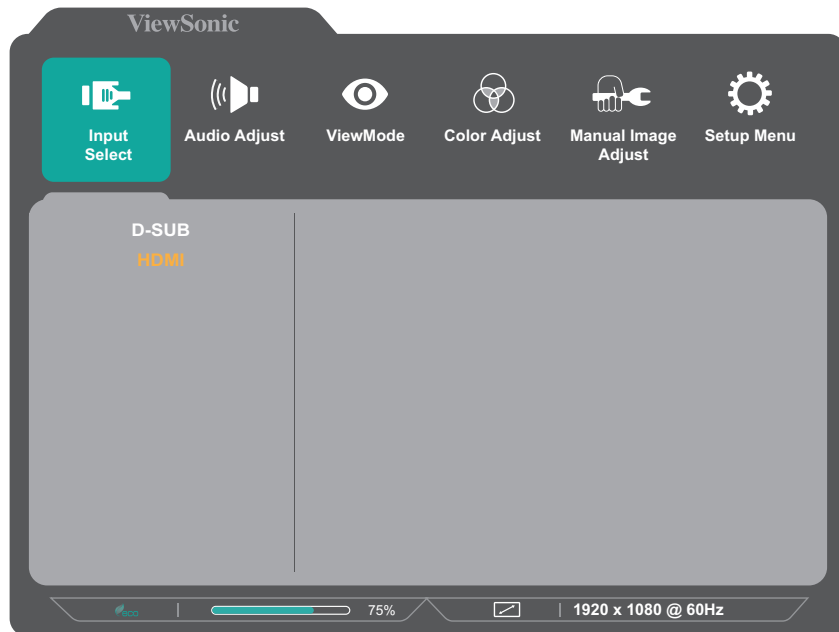 ViewSonic
Input
Select
Audio Adjust
ViewMode
Color Adjust
Manual Image
Adjust
Setup Menu
D-SUB
HDMI
eco
75%
1920 x 1080 @ 60Hz